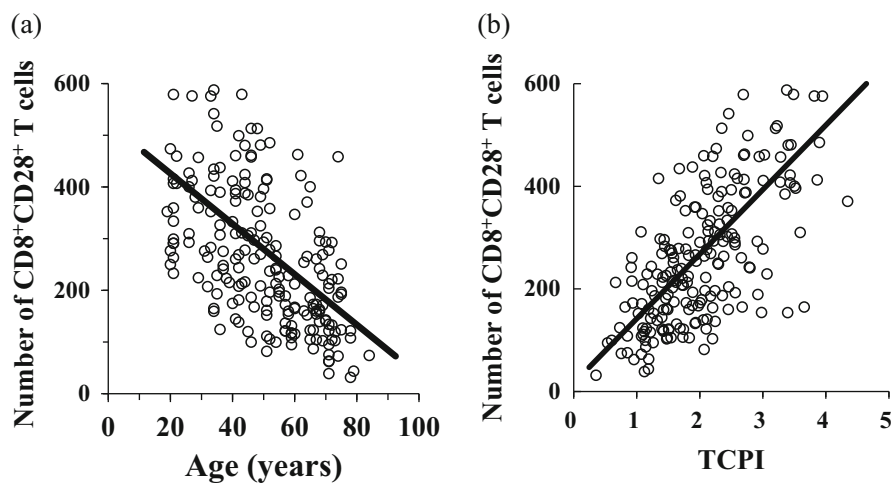 (a)
Number of CD8⁺CD28⁺ T cells
600
400
200
0
0 20 40 60 80 100
Age (years)
(b)
Number of CD8⁺CD28⁺ T cells
600
400
200
0
0 1 2 3 4 5
TCPI